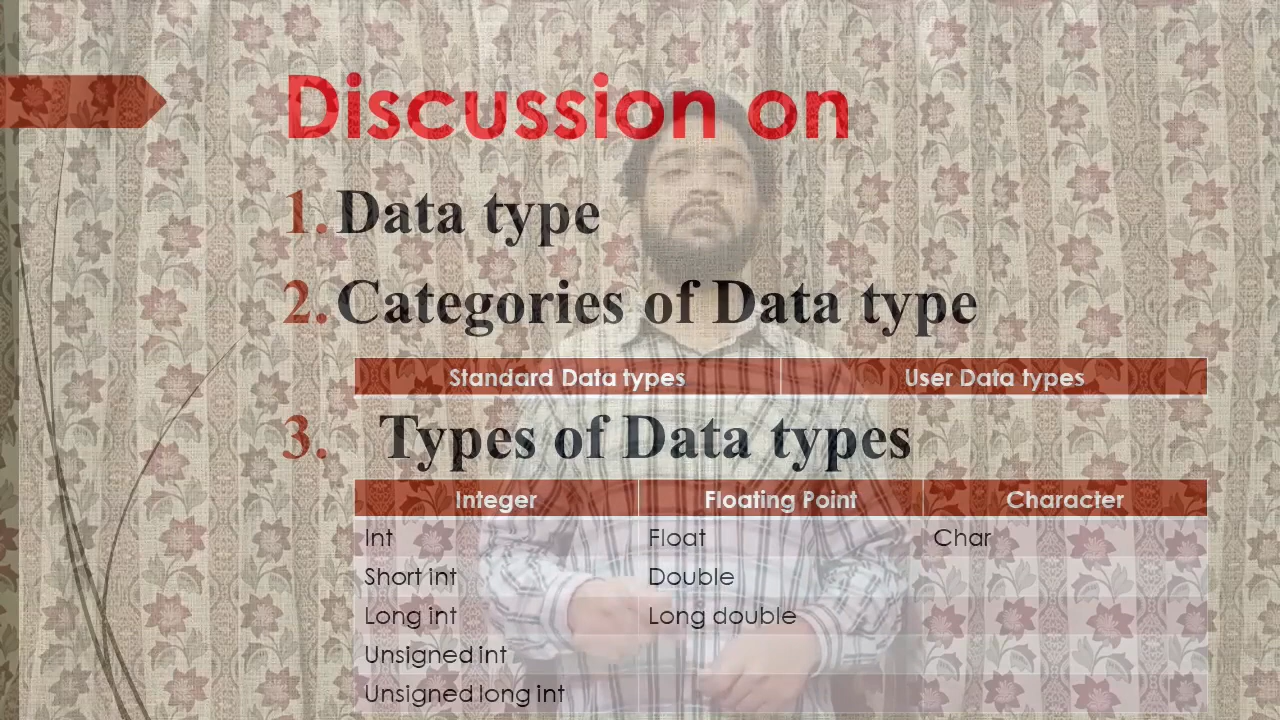 Discussion on
1. Data type
2. Categories of Data type
Standard Data types User Data types
3. Types of Data types
Integer Floating Point Character
Int Float Char
Short int Double
Long int Long double
Unsigned int
Unsigned long int